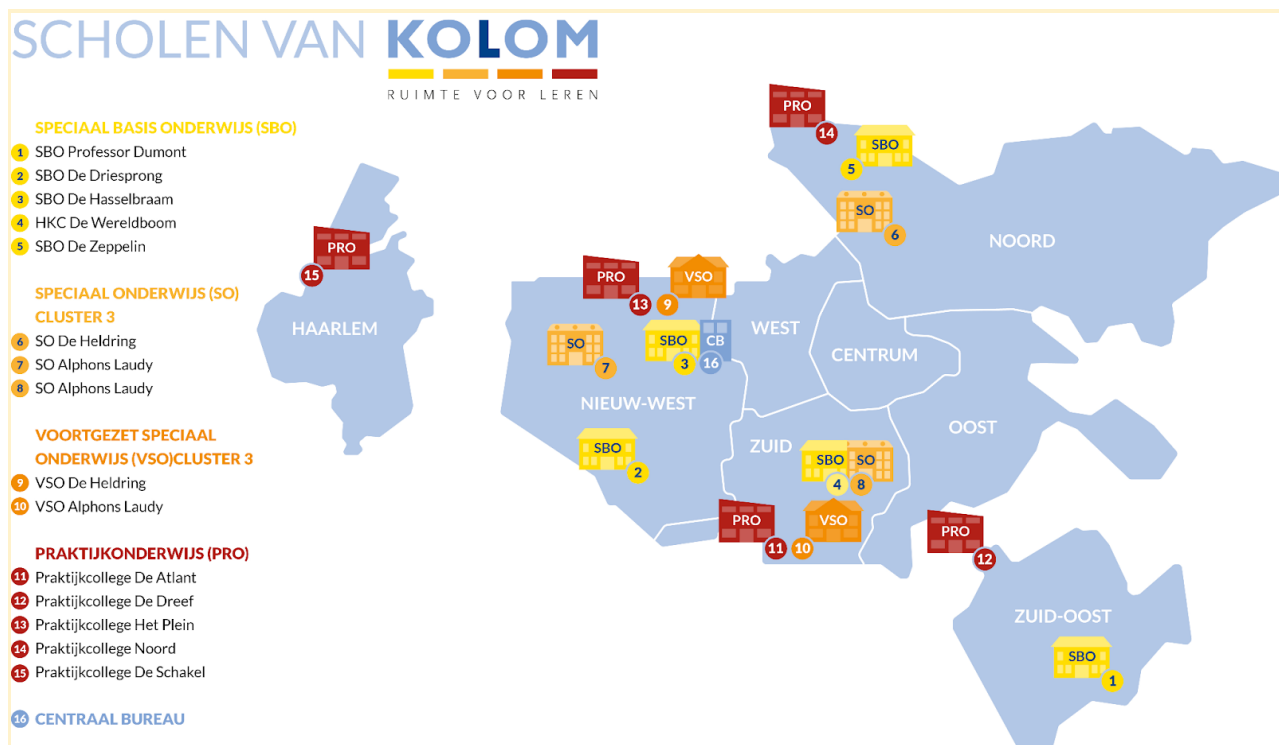 SCHOLEN VAN KOLOM
RUIMTE VOOR LEREN
SPECIAAL BASIS ONDERWIJS (SBO)
1 SBO Professor Dumont
2 SBO De Driesprong
3 SBO De Hasselbraam
4 HKC De Wereldboom
5 SBO De Zeppelin
SPECIAAL ONDERWIJS (SO)
CLUSTER 3
6 SO De Heldring
7 SO Alphons Laudy
8 SO Alphons Laudy
VOORTGEZET SPECIAAL
ONDERWIJS (VSO)CLUSTER 3
9 VSO De Heldring
10 VSO Alphons Laudy
PRAKTIJKONDERWIJS (PRO)
11 Praktijkcollege De Atlant
12 Praktijkcollege De Dreef
13 Praktijkcollege Het Plein
14 Praktijkcollege Noord
15 Praktijkcollege De Schakel
16 CENTRAAL BUREAU
PRO
15
HAARLEM
PRO
14
SBO
5
SO
6
NOORD
PRO
13
VSO
9
SO
7
SBO
3
CB
16
WEST
CENTRUM
NIEUW-WEST
SBO
2
ZUID
SBO
4
SO
8
OOST
PRO
11
VSO
10
PRO
12
ZUID-OOST
SBO
1